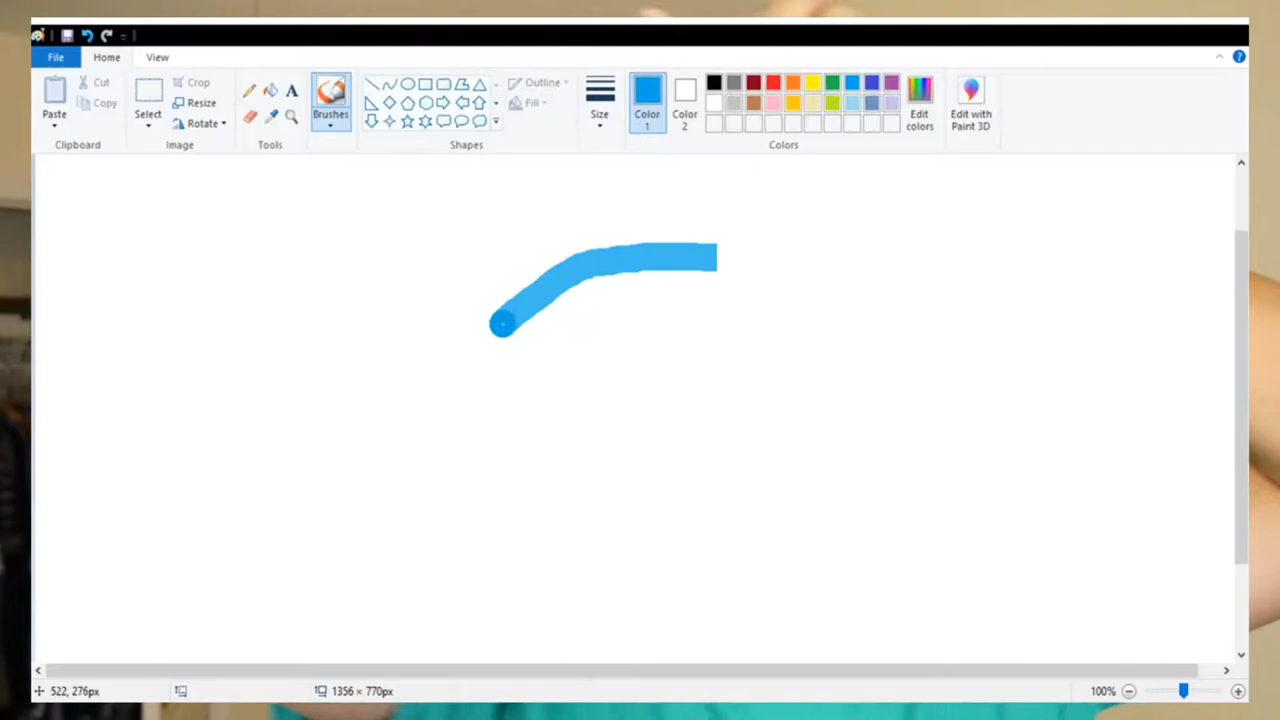 File Home View
Paste Cut Copy
Select Crop Resize Rotate
A
Brushes
Outline Fill
Size
Color 1
Color 2
Edit colors
Edit with Paint 3D
Clipboard Image Tools Shapes Colors
522, 276px 1356 × 770px 100%